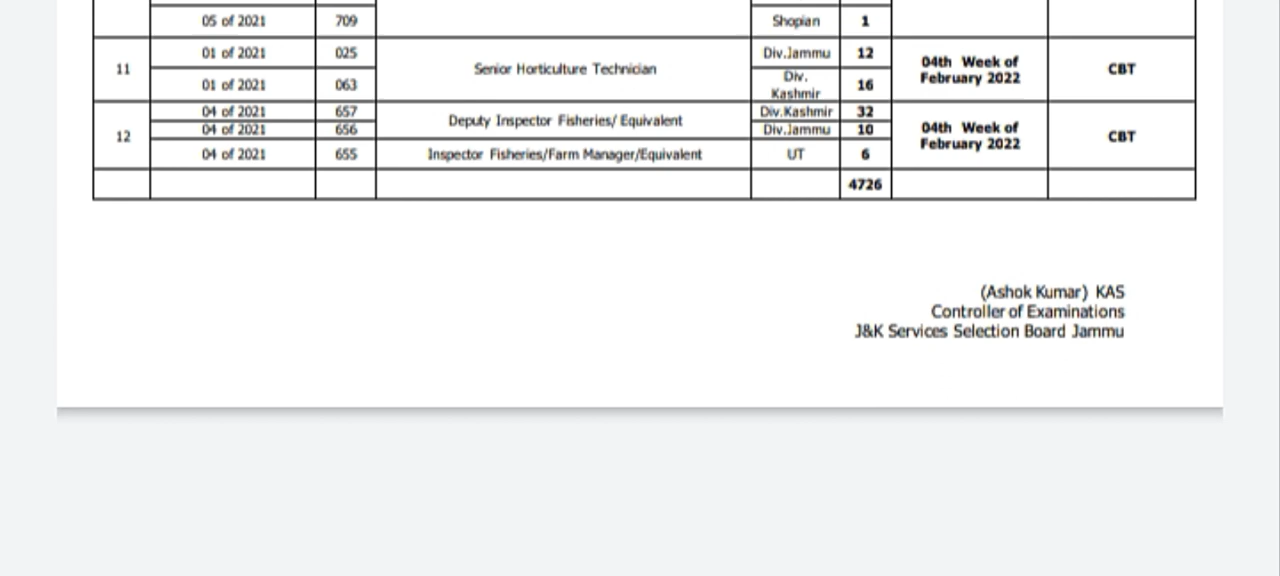 05 of 2021 709 Shopian 1
11 01 of 2021 025 Senior Horticulture Technician Div.Jammu 12 04th Week of February 2022 CBT
01 of 2021 063 Div. Kashmir 16
12 04 of 2021 657 Deputy Inspector Fisheries/ Equivalent Div.Kashmir 32 04th Week of February 2022 CBT
04 of 2021 656 Div.Jammu 10
04 of 2021 655 Inspector Fisheries/Farm Manager/Equivalent UT 6
4726
(Ashok Kumar) KAS
Controller of Examinations
J&K Services Selection Board Jammu